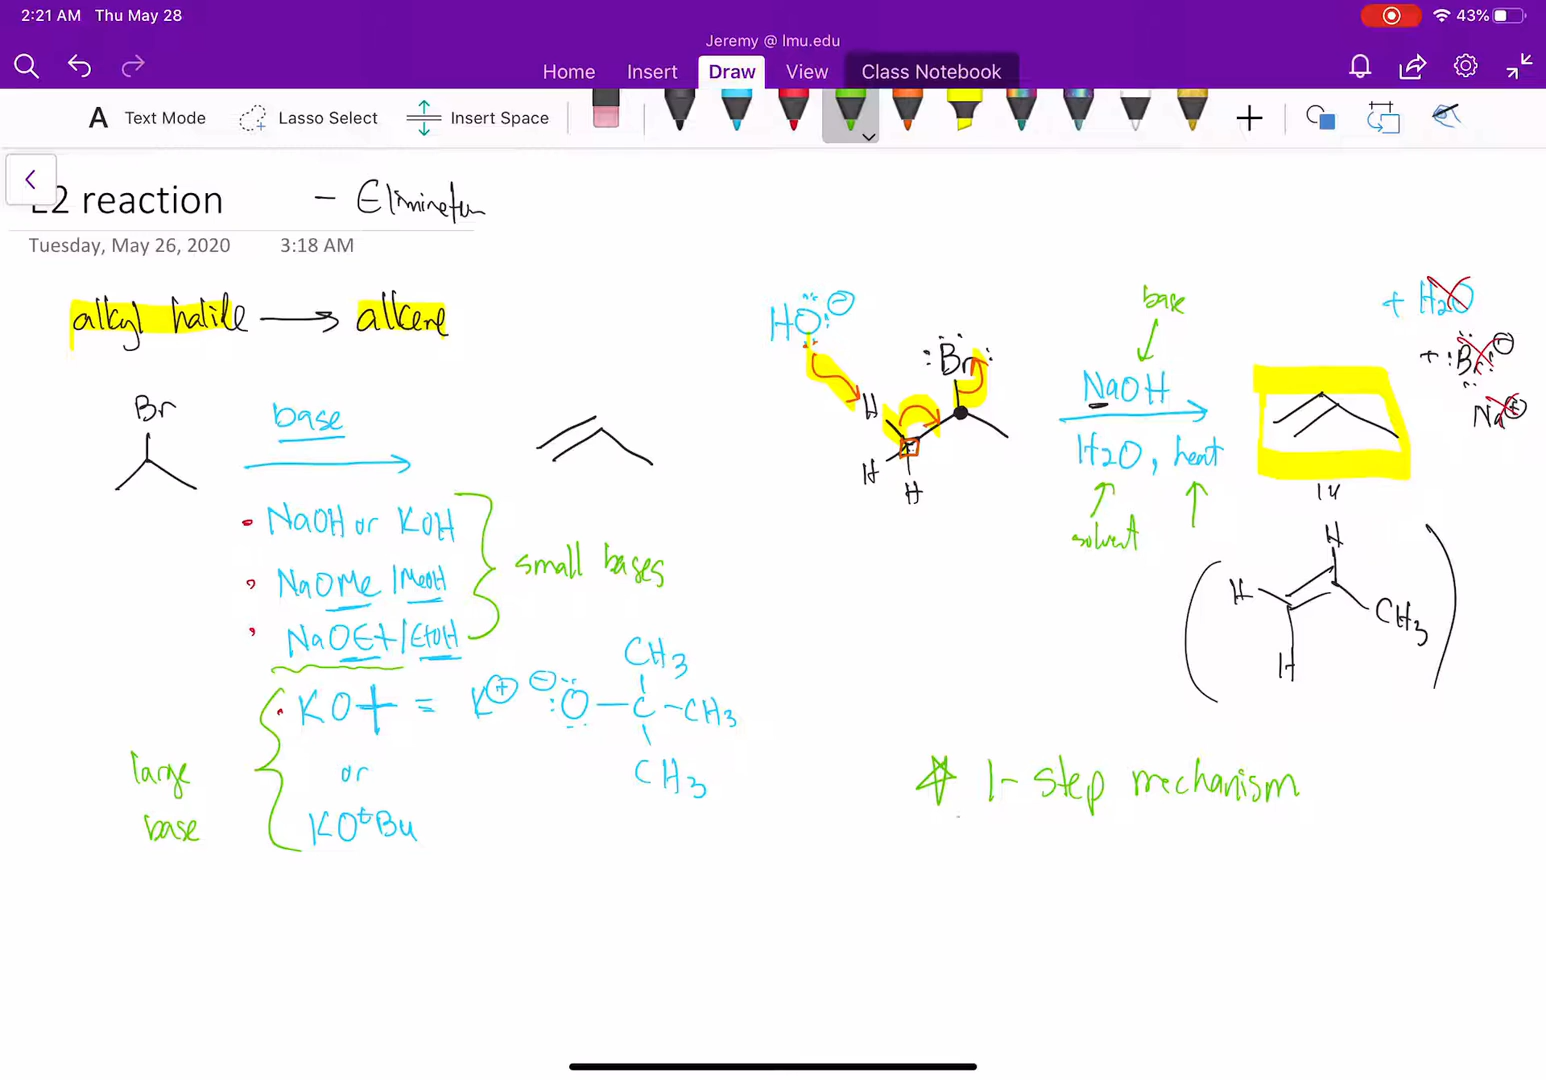 2:21 AM Thu May 28
43%
Jeremy @ lmu.edu
Home Insert Draw View Class Notebook
A Text Mode Lasso Select Insert Space
E2 reaction - Elimination
Tuesday, May 26, 2020 3:18 AM
alkyl halide → alkene
Br
base
NaOH or KOH
NaOMe / MeOH
NaOEt / EtOH
small bases
KO = K⊕ ⊖:O — C - CH3
CH3
CH3
or
KOtBu
large
base
HO:⊖
:Br:
H
H
H
base
NaOH
H2O, heat
solvent
+ H2O
+ :Br:⊖
Na⊕
H
H
H
CH3
1-step mechanism